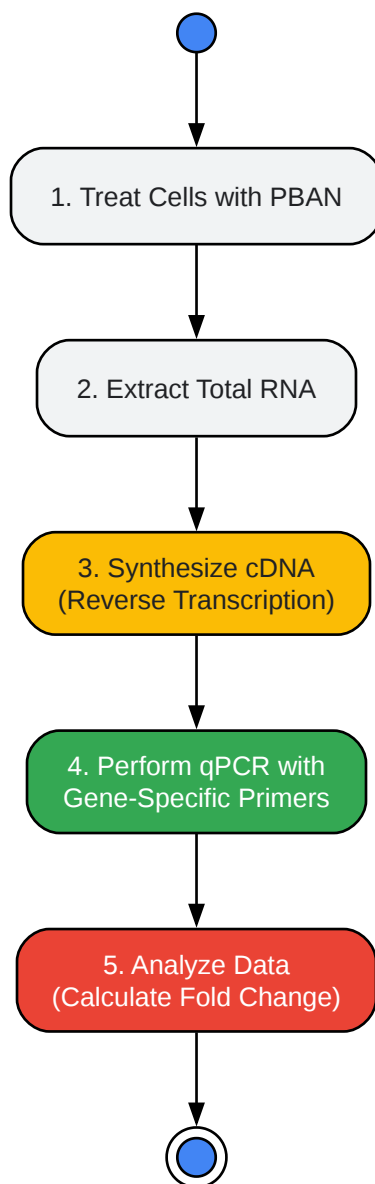 1. Treat Cells with PBAN
2. Extract Total RNA
3. Synthesize cDNA
(Reverse Transcription)
4. Perform qPCR with
Gene-Specific Primers
5. Analyze Data
(Calculate Fold Change)